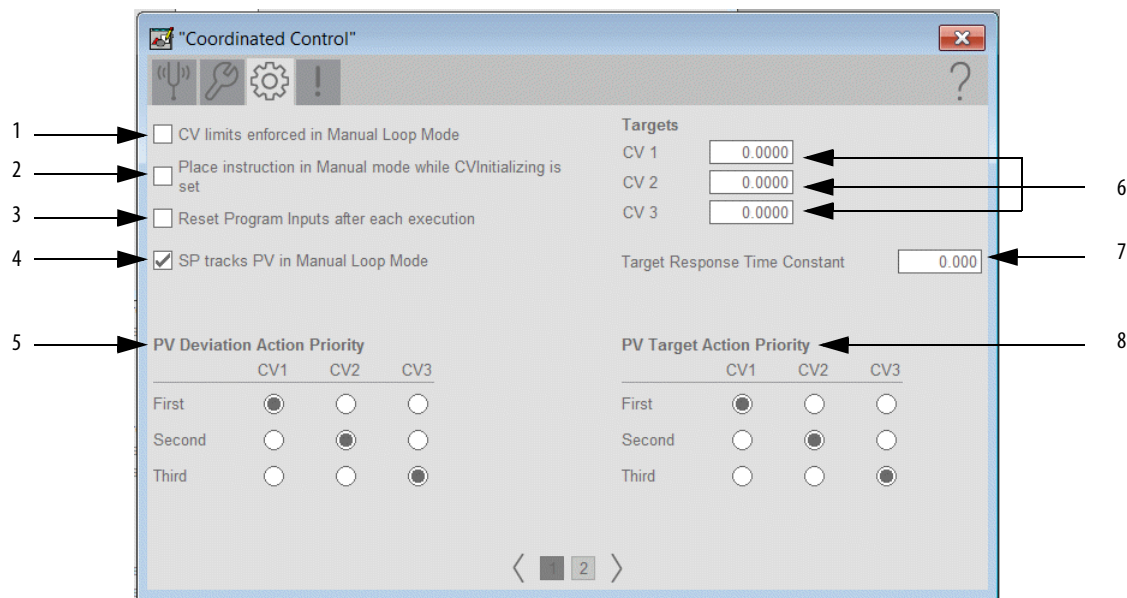 "Coordinated Control"
1
CV limits enforced in Manual Loop Mode
2
Place instruction in Manual mode while CVInitializing is
set
3
Reset Program Inputs after each execution
4
SP tracks PV in Manual Loop Mode
Targets
CV 1 0.0000
CV 2 0.0000
CV 3 0.0000
6
Target Response Time Constant 0.000
7
5
PV Deviation Action Priority
CV1 CV2 CV3
First
Second
Third
PV Target Action Priority
8
CV1 CV2 CV3
First
Second
Third
1 2